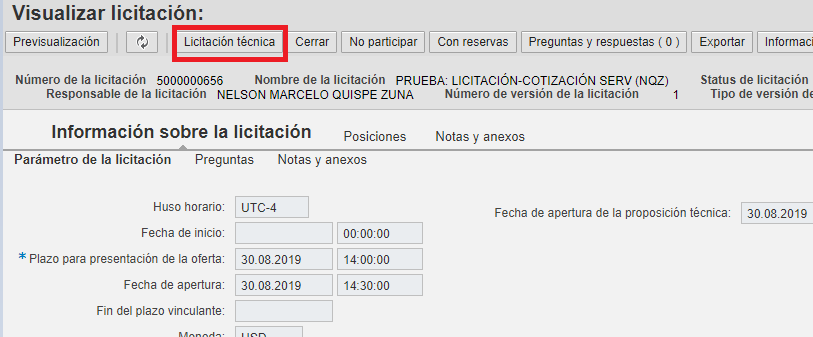 Visualizar licitación:
Previsualización Licitación técnica Cerrar No participar Con reservas Preguntas y respuestas ( 0 ) Exportar Informaci
Número de la licitación 5000000656 Nombre de la licitación PRUEBA: LICITACIÓN-COTIZACIÓN SERV (NQZ) Status de licitación
Responsable de la licitación NELSON MARCELO QUISPE ZUNA Número de versión de la licitación 1 Tipo de versión de
Información sobre la licitación Posiciones Notas y anexos
Parámetro de la licitación Preguntas Notas y anexos
Huso horario: UTC-4 Fecha de apertura de la proposición técnica: 30.08.2019
Fecha de inicio: 00:00:00
* Plazo para presentación de la oferta: 30.08.2019 14:00:00
Fecha de apertura: 30.08.2019 14:30:00
Fin del plazo vinculante:
Moneda: USD